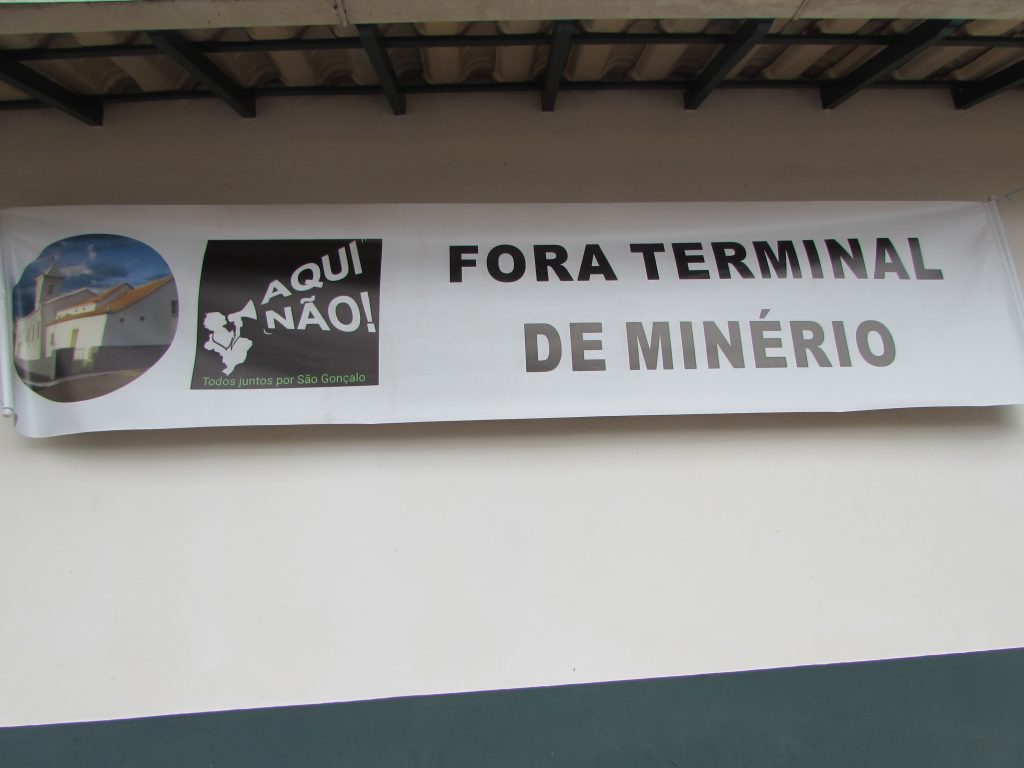 AQUI
NÃO!
Todos juntos por São Gonçalo
FORA TERMINAL
DE MINÉRIO